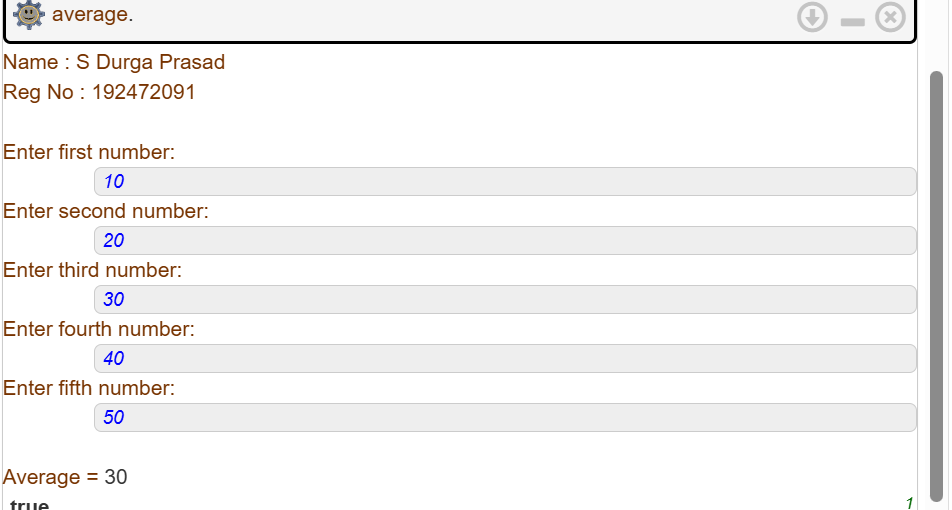 average.
Name : S Durga Prasad
Reg No : 192472091
Enter first number:
10
Enter second number:
20
Enter third number:
30
Enter fourth number:
40
Enter fifth number:
50
Average = 30
true
1